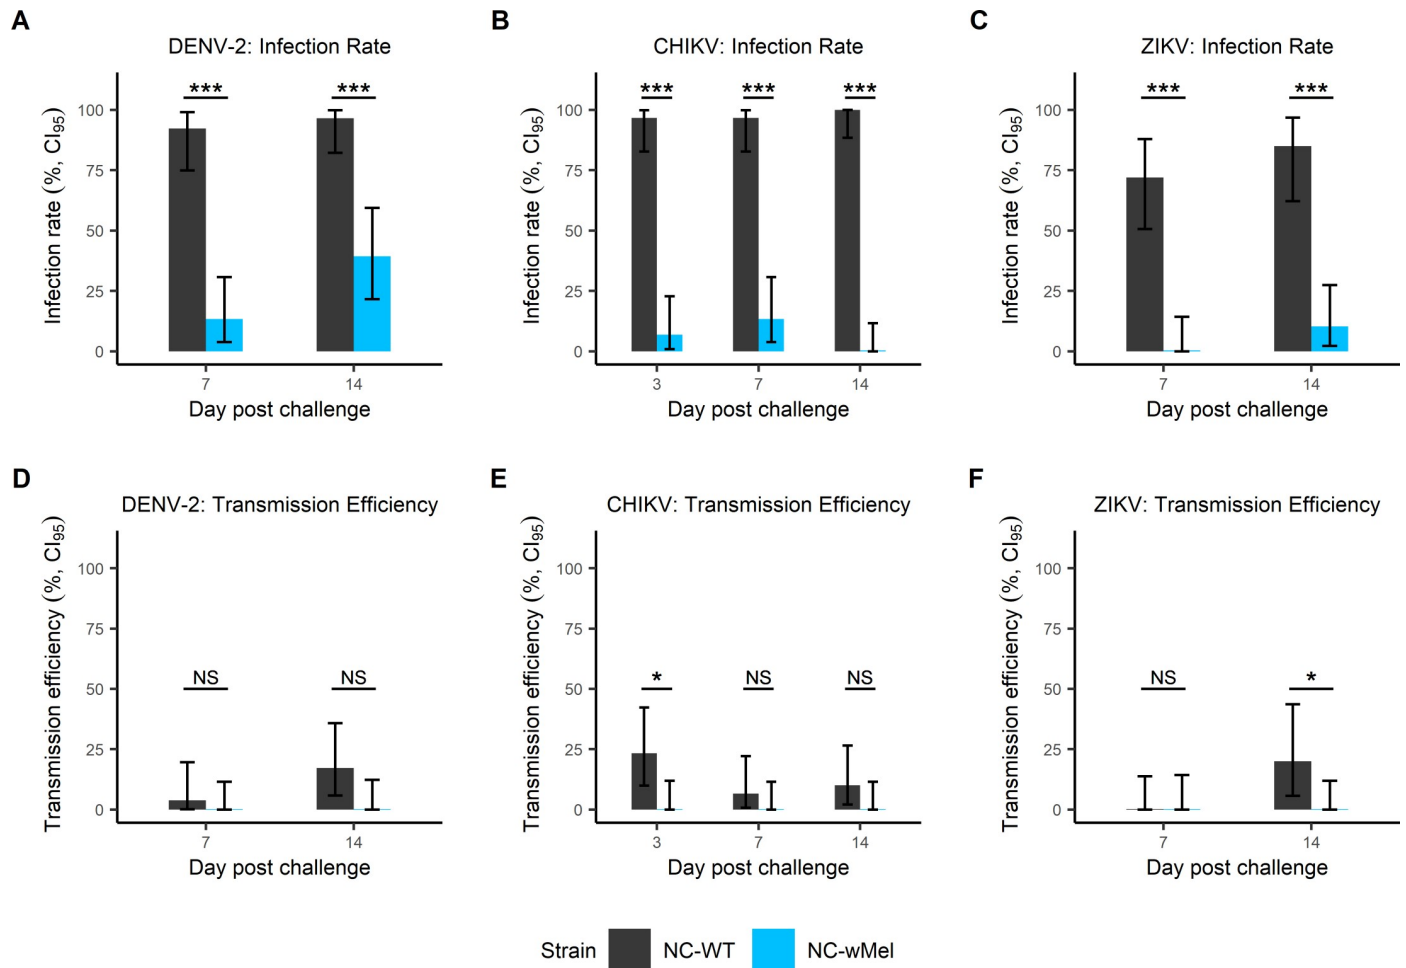 A
DENV-2: Infection Rate
Infection rate (%, CI95)
100
75
50
25
0
***
***
7
14
Day post challenge
B
CHIKV: Infection Rate
Infection rate (%, CI95)
100
75
50
25
0
***
***
***
3
7
14
Day post challenge
C
ZIKV: Infection Rate
Infection rate (%, CI95)
100
75
50
25
0
***
***
7
14
Day post challenge
D
DENV-2: Transmission Efficiency
Transmission efficiency (%, CI95)
100
75
50
25
0
NS
NS
7
14
Day post challenge
E
CHIKV: Transmission Efficiency
Transmission efficiency (%, CI95)
100
75
50
25
0
*
NS
NS
3
7
14
Day post challenge
F
ZIKV: Transmission Efficiency
Transmission efficiency (%, CI95)
100
75
50
25
0
NS
*
7
14
Day post challenge
Strain NC-WT NC-wMel